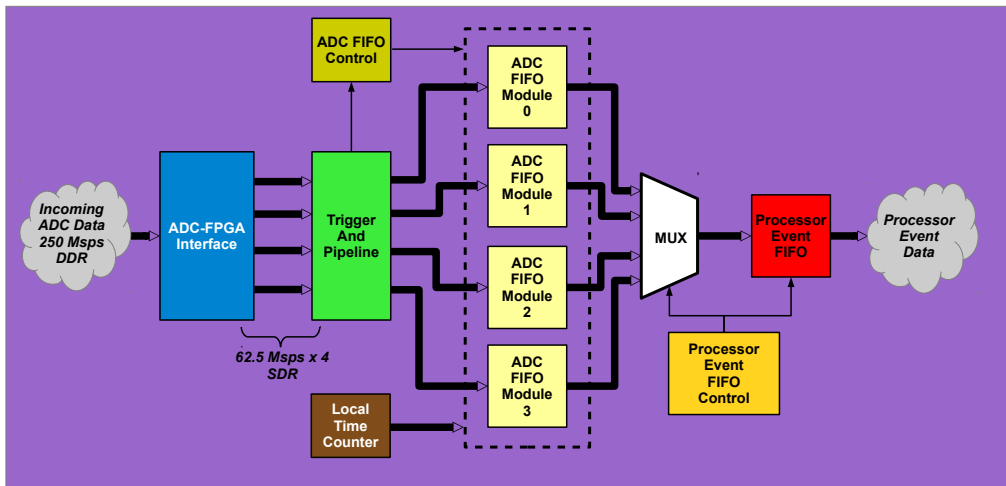 ADC FIFO
Control
ADC
FIFO
Module
0
Incoming
ADC Data
250 Msps
DDR
ADC-FPGA
Interface
Trigger
And
Pipeline
ADC
FIFO
Module
1
MUX
Processor
Event
FIFO
Processor
Event
Data
ADC
FIFO
Module
2
62.5 Msps x 4
SDR
ADC
FIFO
Module
3
Processor
Event
FIFO
Control
Local
Time
Counter